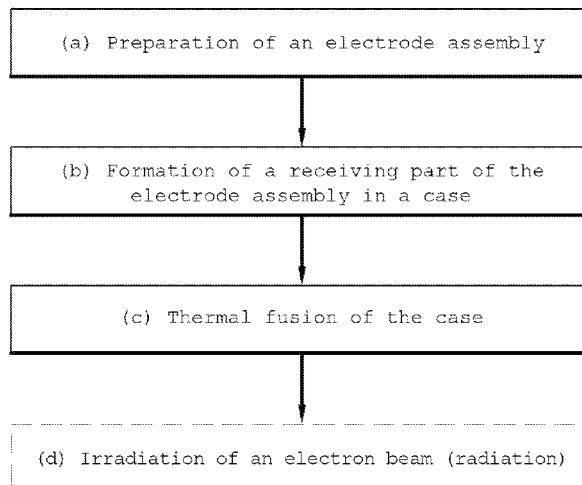 (a) Preparation of an electrode assembly
(b) Formation of a receiving part of the
electrode assembly in a case
(c) Thermal fusion of the case
(d) Irradiation of an electron beam (radiation)